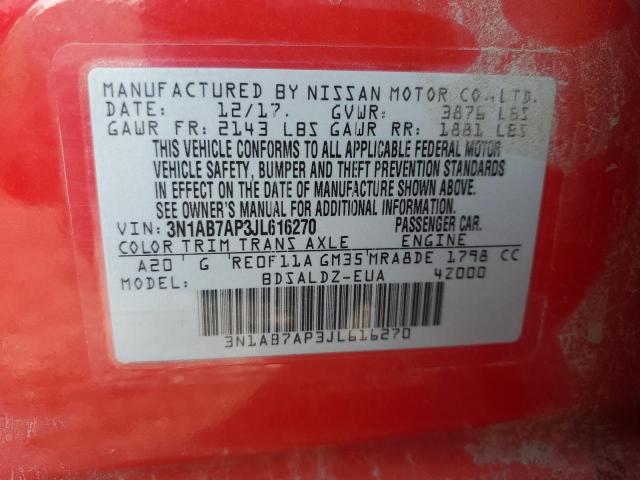 MANUFACTURED BY NISSAN MOTOR CO.,LTD.
DATE: 12/17. GVWR: 3876 LBS
GAWR FR: 2143 LBS GAWR RR: 1881 LBS
THIS VEHICLE CONFORMS TO ALL APPLICABLE FEDERAL MOTOR
VEHICLE SAFETY, BUMPER AND THEFT PREVENTION STANDARDS
IN EFFECT ON THE DATE OF MANUFACTURE SHOWN ABOVE.
SEE OWNER'S MANUAL FOR ADDITIONAL INFORMATION.
VIN: 3N1AB7AP3JL616270 PASSENGER CAR.
COLOR TRIM TRANS AXLE ENGINE
A20 G RE0F11A GM35 MRA8DE 1798 CC
MODEL: BDSALDZ-EUA 4Z000
3N1AB7AP3JL616270